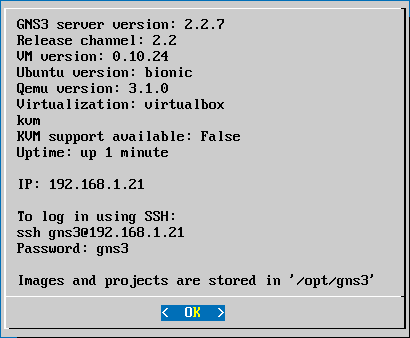 GNS3 server version: 2.2.7
Release channel: 2.2
VM version: 0.10.24
Ubuntu version: bionic
Qemu version: 3.1.0
Virtualization: virtualbox
kvm
KVM support available: False
Uptime: up 1 minute
IP: 192.168.1.21
To log in using SSH:
ssh gns3@192.168.1.21
Password: gns3
Images and projects are stored in '/opt/gns3'
< OK >